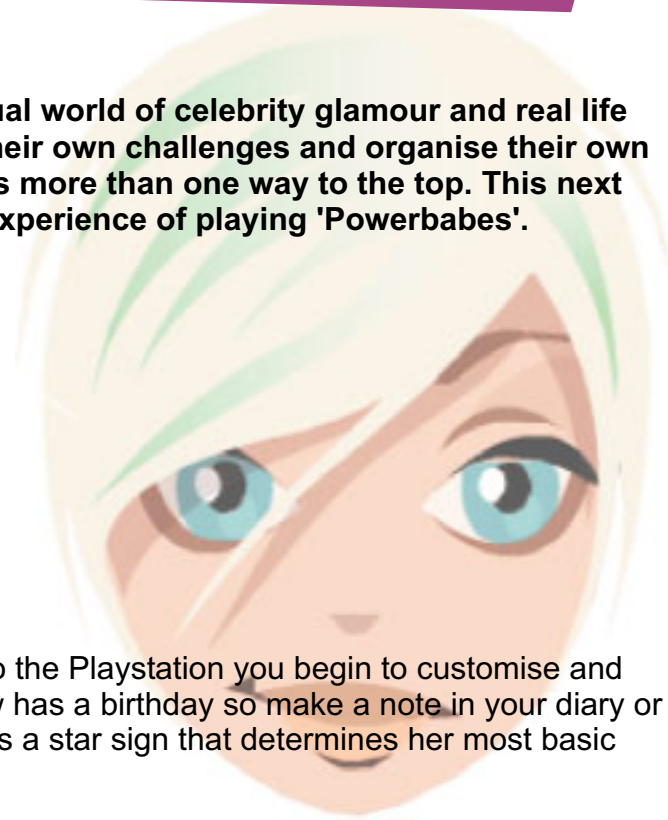 ual world of celebrity glamour and real life
heir own challenges and organise their own
s more than one way to the top. This next
xperience of playing 'Powerbabes'.
o the Playstation you begin to customise and
y has a birthday so make a note in your diary or
s a star sign that determines her most basic